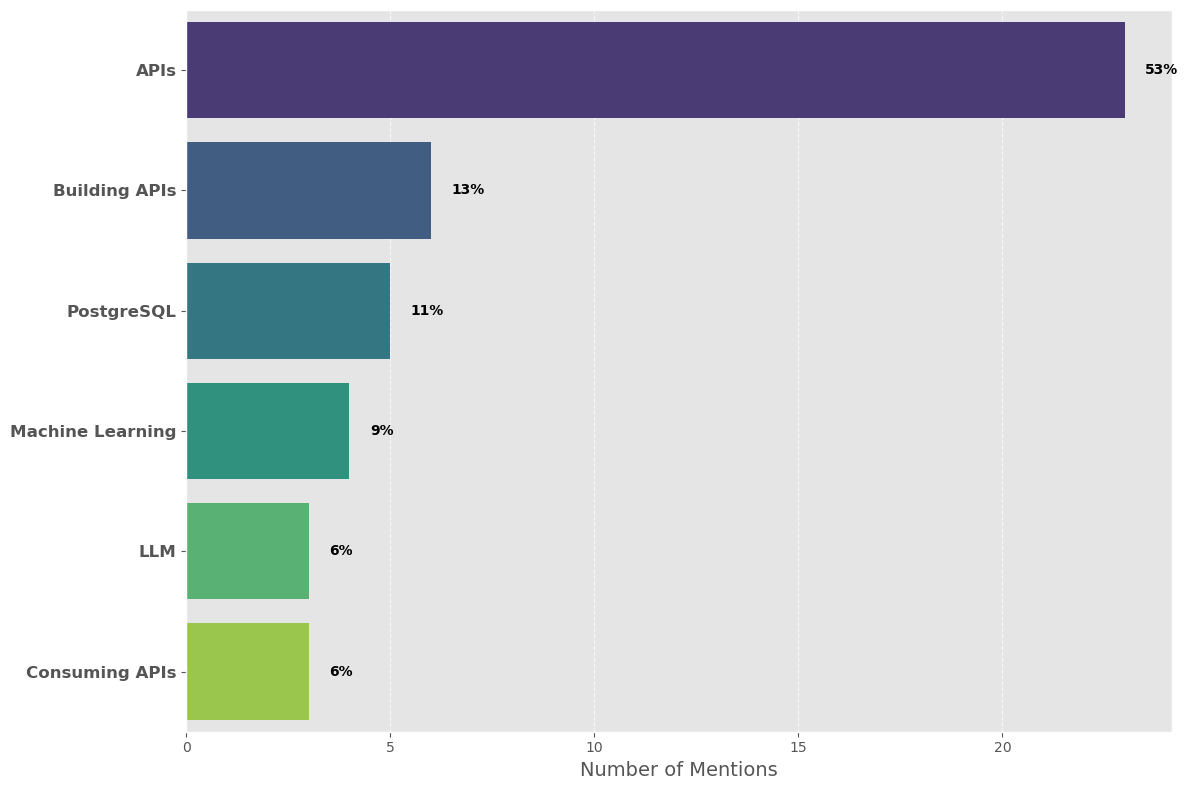 APIs
53%
Building APIs
13%
PostgreSQL
11%
Machine Learning
9%
LLM
6%
Consuming APIs
6%
0
5
10
15
20
Number of Mentions